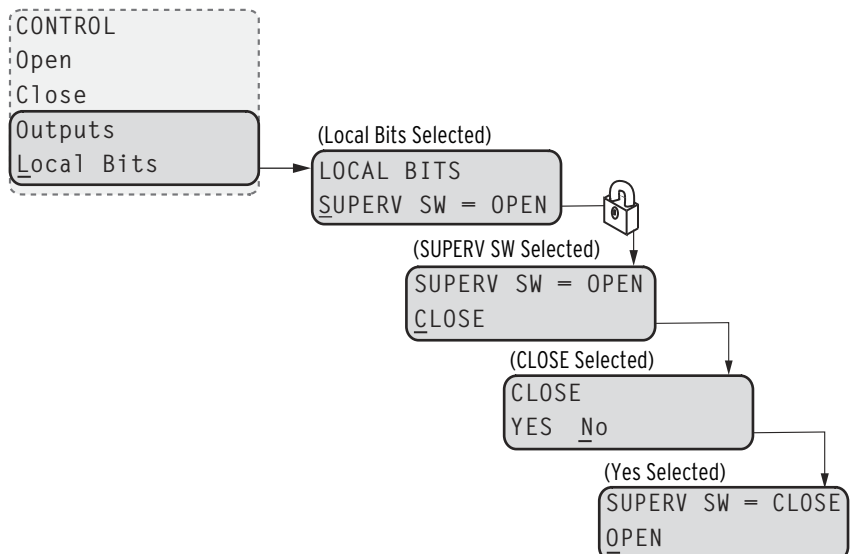 CONTROL
Open
Close
Outputs
Local Bits
(Local Bits Selected)
LOCAL BITS
SUPERV SW = OPEN
(SUPERV SW Selected)
SUPERV SW = OPEN
CLOSE
(CLOSE Selected)
CLOSE
YES No
(Yes Selected)
SUPERV SW = CLOSE
OPEN